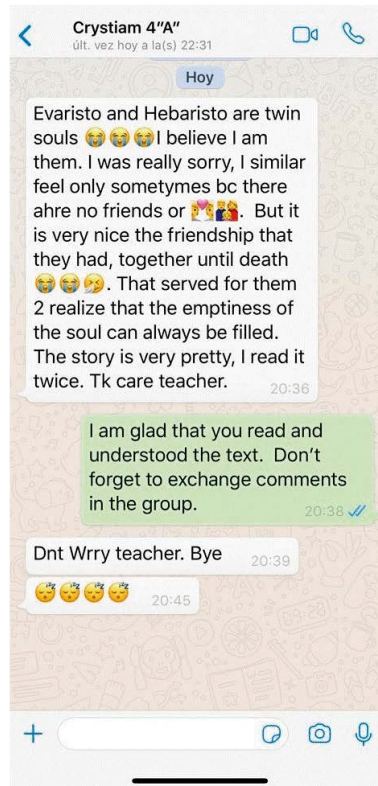 Crystiam 4”A”
últ. vez hoy a la(s) 22:31
Hoy
Evaristo and Hebaristo are twin
souls 😭😭😭I believe I am
them. I was really sorry, I similar
feel only sometymes bc there
ahre no friends or 💏👨‍👩‍👦. But it
is very nice the friendship that
they had, together until death
😭😭🤧. That served for them
2 realize that the emptiness of
the soul can always be filled.
The story is very pretty, I read it
twice. Tk care teacher.
20:36
I am glad that you read and
understood the text. Don’t
forget to exchange comments
in the group.
20:38
Dnt Wrry teacher. Bye
20:39
😴😴😴😴
20:45